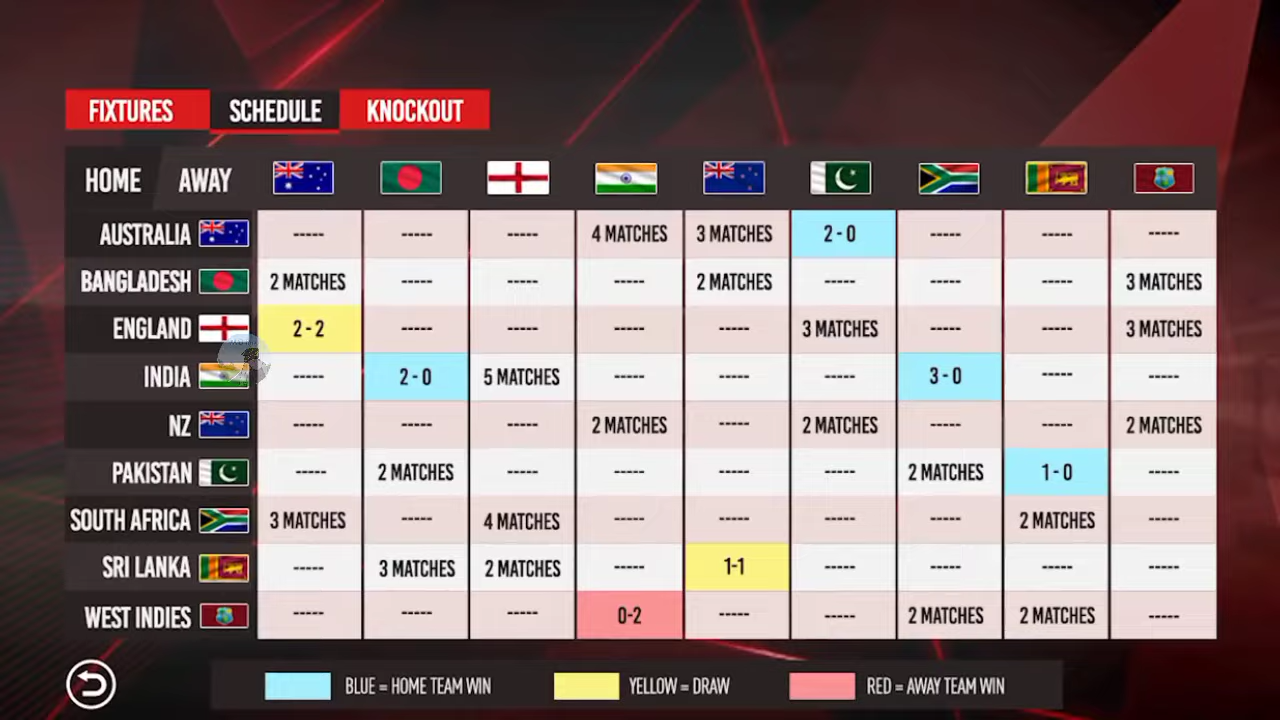 FIXTURES SCHEDULE KNOCKOUT
HOME AWAY
AUSTRALIA ----- ----- ----- 4 MATCHES 3 MATCHES 2 - 0 ----- ----- -----
BANGLADESH 2 MATCHES ----- ----- ----- 2 MATCHES ----- ----- ----- 3 MATCHES
ENGLAND 2 - 2 ----- ----- ----- ----- 3 MATCHES ----- ----- 3 MATCHES
INDIA ----- 2 - 0 5 MATCHES ----- ----- ----- 3 - 0 ----- -----
NZ ----- ----- ----- 2 MATCHES ----- 2 MATCHES ----- ----- 2 MATCHES
PAKISTAN ----- 2 MATCHES ----- ----- ----- ----- 2 MATCHES 1 - 0 -----
SOUTH AFRICA 3 MATCHES ----- 4 MATCHES ----- ----- ----- ----- 2 MATCHES -----
SRI LANKA ----- 3 MATCHES 2 MATCHES ----- 1-1 ----- ----- ----- -----
WEST INDIES ----- ----- ----- 0-2 ----- ----- 2 MATCHES 2 MATCHES -----
BLUE = HOME TEAM WIN YELLOW = DRAW RED = AWAY TEAM WIN